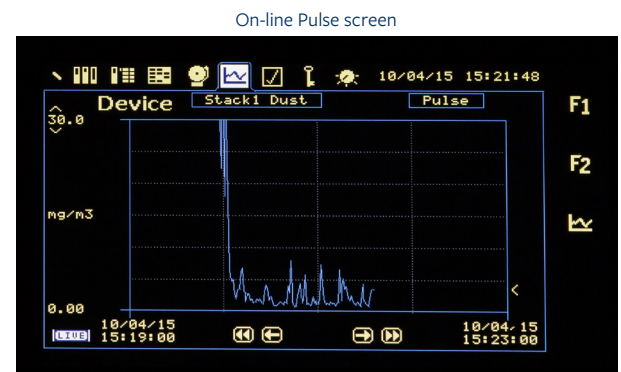 On-line Pulse screen
10/04/15 15:21:48
Device Stack1 Dust Pulse
30.0
F1
F2
mg/m3
0.00
LIVE 10/04/15 10/04/15
15:19:00 15:23:00